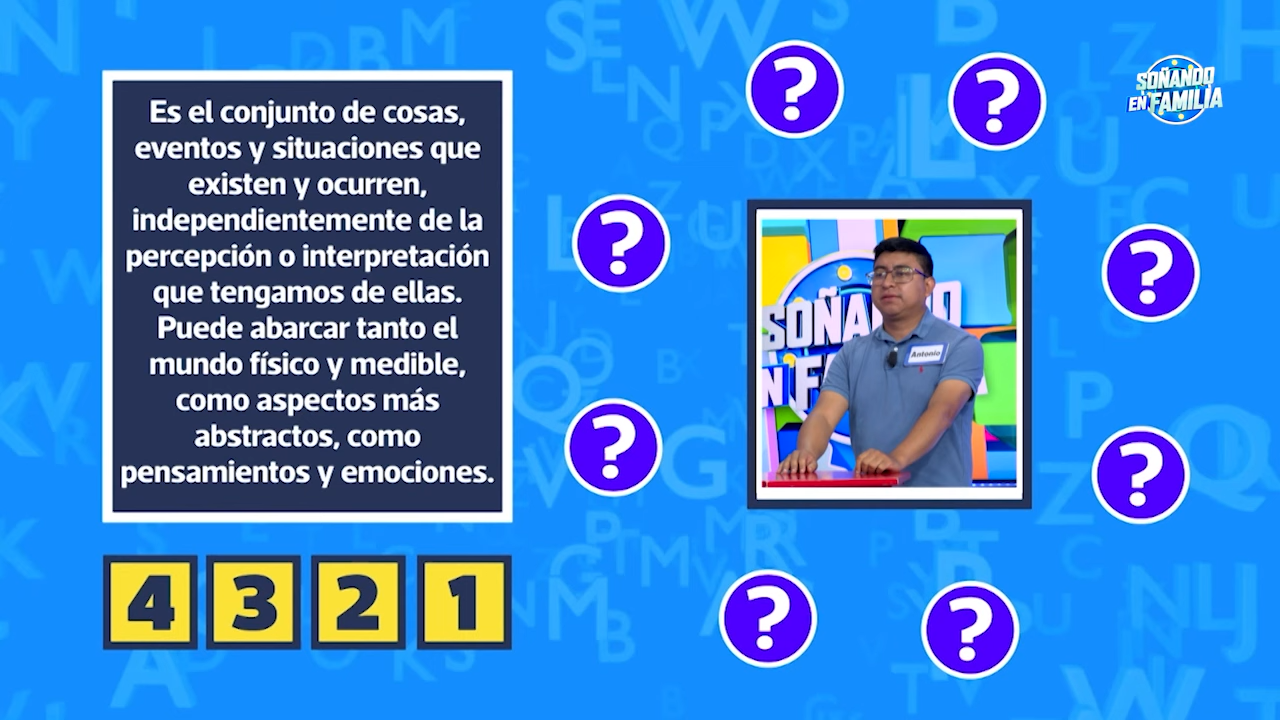 Es el conjunto de cosas,
eventos y situaciones que
existen y ocurren,
independientemente de la
percepción o interpretación
que tengamos de ellas.
Puede abarcar tanto el
mundo físico y medible,
como aspectos más
abstractos, como
pensamientos y emociones.
4 3 2 1
? ? ? ? ? ? ? ?
SOÑANDO
EN FAMILIA
Antonio